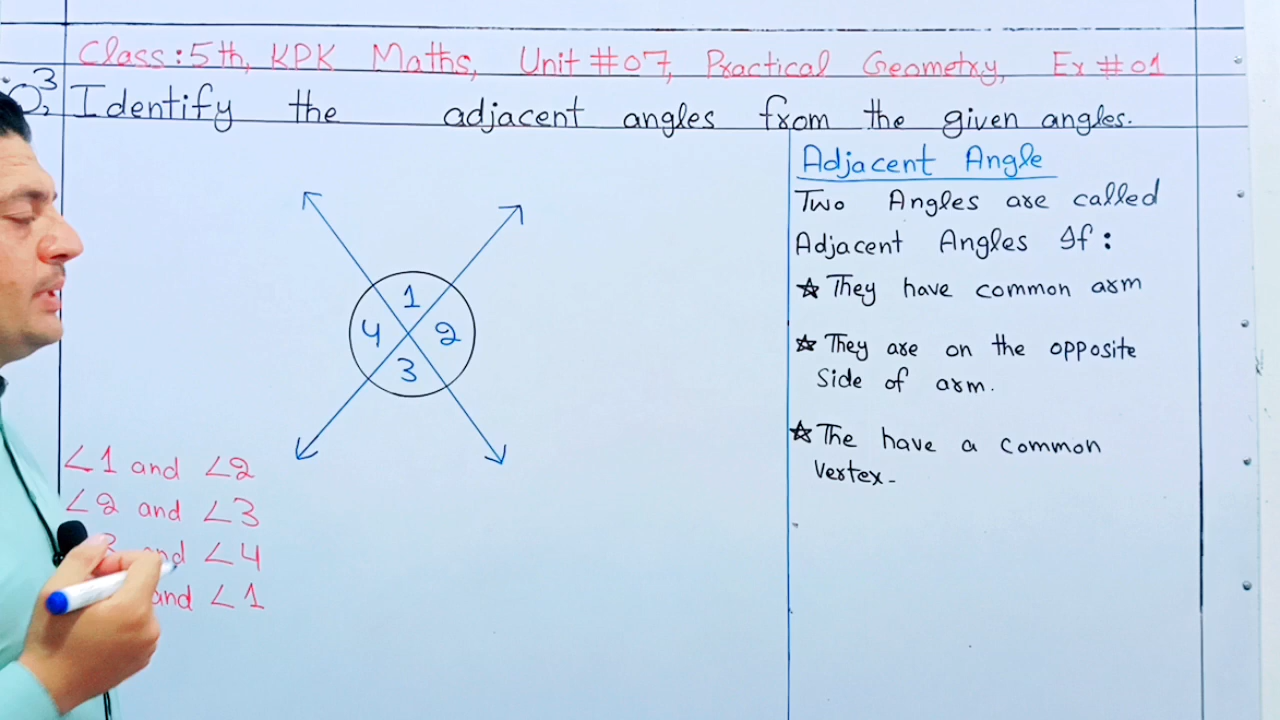 Class: 5th, KPK Maths, Unit #07, Practical Geometry, Ex #01
Q3, Identify the adjacent angles from the given angles.
Adjacent Angle
Two Angles are called
Adjacent Angles If:
☆ They have common arm
☆ They are on the opposite
Side of arm.
☆ The have a common
Vertex-
1
4 2
3
∠1 and ∠2
∠2 and ∠3
and ∠4
and ∠1